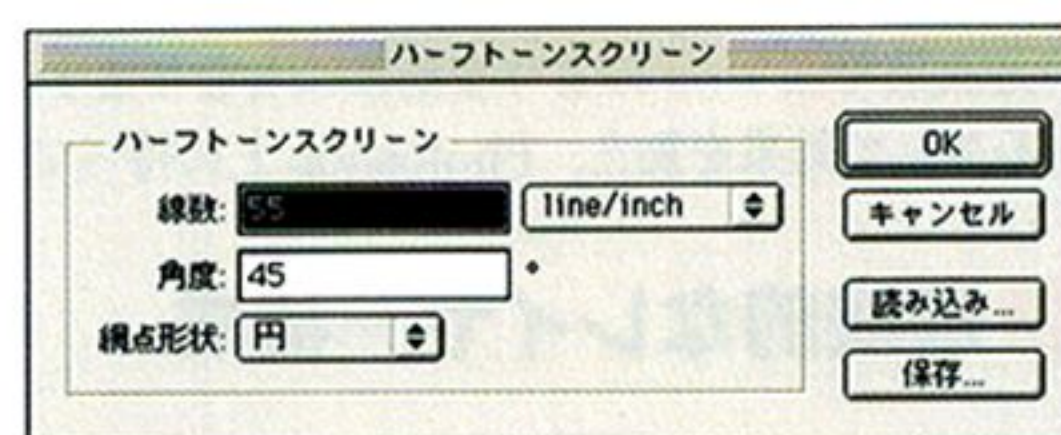 ハーフトーンスクリーン
ハーフトーンスクリーン
線数: 55 line/inch
角度: 45 °
網点形状: 円
OK
キャンセル
読み込み...
保存...